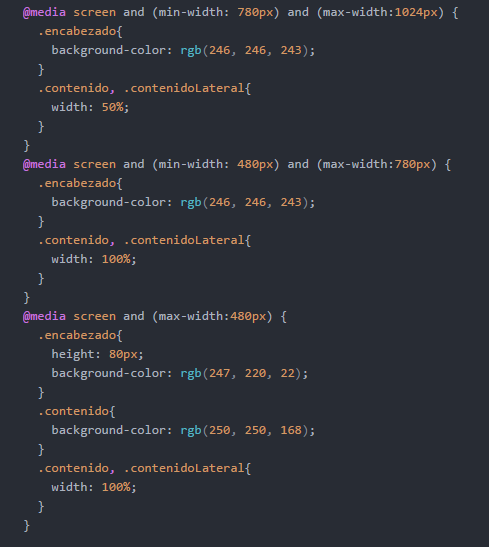 @media screen and (min-width: 780px) and (max-width:1024px) {
  .encabezado{
    background-color: rgb(246, 246, 243);
  }
  .contenido, .contenidoLateral{
    width: 50%;
  }
}
@media screen and (min-width: 480px) and (max-width:780px) {
  .encabezado{
    background-color: rgb(246, 246, 243);
  }
  .contenido, .contenidoLateral{
    width: 100%;
  }
}
@media screen and (max-width:480px) {
  .encabezado{
    height: 80px;
    background-color: rgb(247, 220, 22);
  }
  .contenido{
    background-color: rgb(250, 250, 168);
  }
  .contenido, .contenidoLateral{
    width: 100%;
  }
}